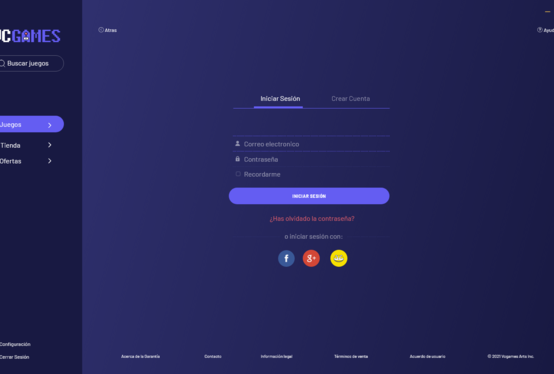 UCGAMES
Atras
Buscar juegos
Iniciar Sesión
Crear Cuenta
Juegos
Tienda
Correo electronico
Ofertas
Contraseña
Recordarme
INICIAR SESIÓN
¿Has olvidado la contraseña?
o iniciar sesión con:
f
g+
Configuración
Cerrar Sesión
Acerca de la Garantía
Contacto
Información legal
Términos de venta
Acuerdo de usuario
© 2021 Vcgames Arts Inc.